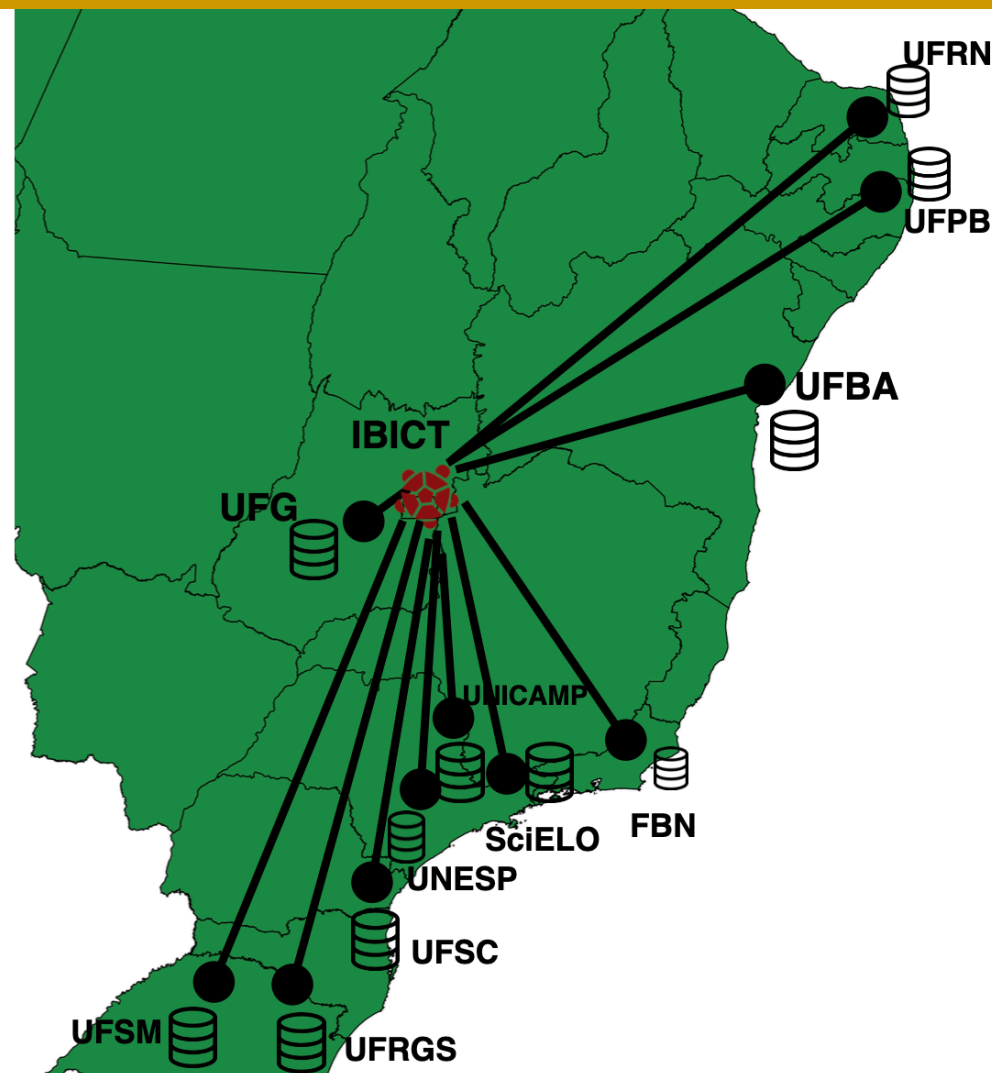 UFRN
UFPB
UFBA
IBICT
UFG
UNICAMP
SciELO
FBN
UNESP
UFSC
UFSM
UFRGS